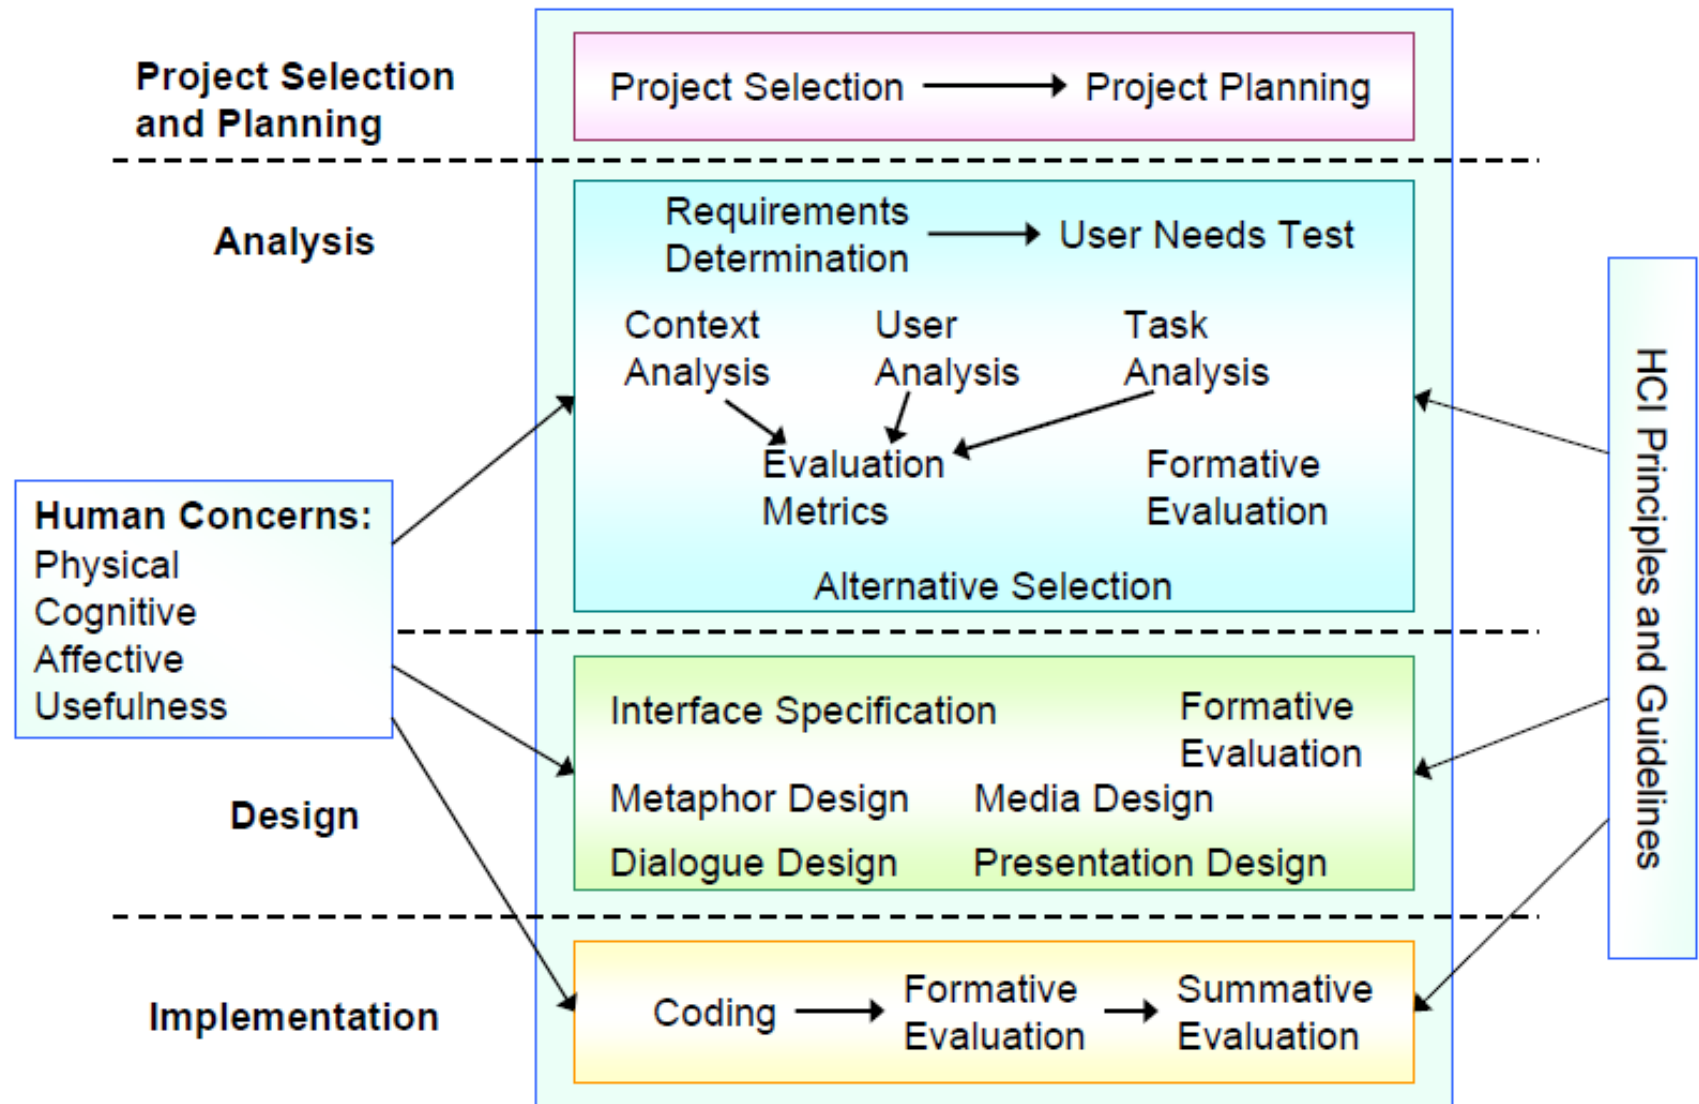 Project Selection
and Planning
Project Selection
Project Planning
Analysis
Requirements
Determination
User Needs Test
Context
Analysis
User
Analysis
Task
Analysis
Evaluation
Metrics
Formative
Evaluation
Alternative Selection
Human Concerns:
Physical
Cognitive
Affective
Usefulness
HCI Principles and Guidelines
Design
Interface Specification
Formative
Evaluation
Metaphor Design
Media Design
Dialogue Design
Presentation Design
Implementation
Coding
Formative
Evaluation
Summative
Evaluation